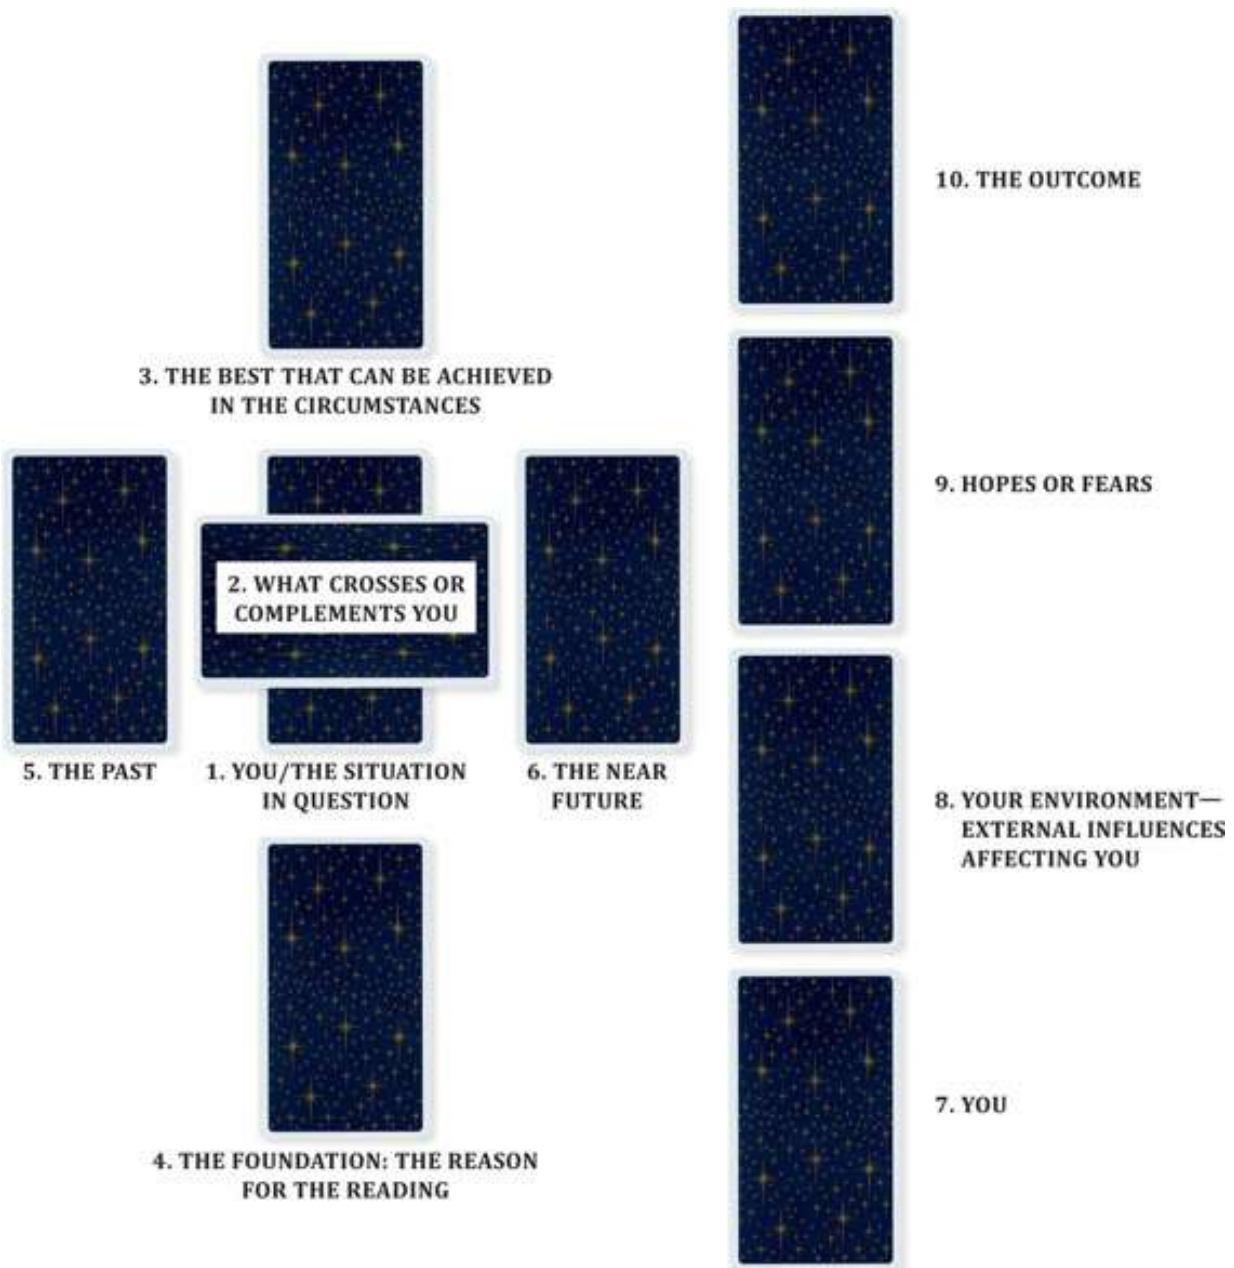 10. THE OUTCOME
3. THE BEST THAT CAN BE ACHIEVED
IN THE CIRCUMSTANCES
9. HOPES OR FEARS
2. WHAT CROSSES OR
COMPLEMENTS YOU
5. THE PAST
1. YOU/THE SITUATION
IN QUESTION
6. THE NEAR
FUTURE
8. YOUR ENVIRONMENT—
EXTERNAL INFLUENCES
AFFECTING YOU
7. YOU
4. THE FOUNDATION: THE REASON
FOR THE READING